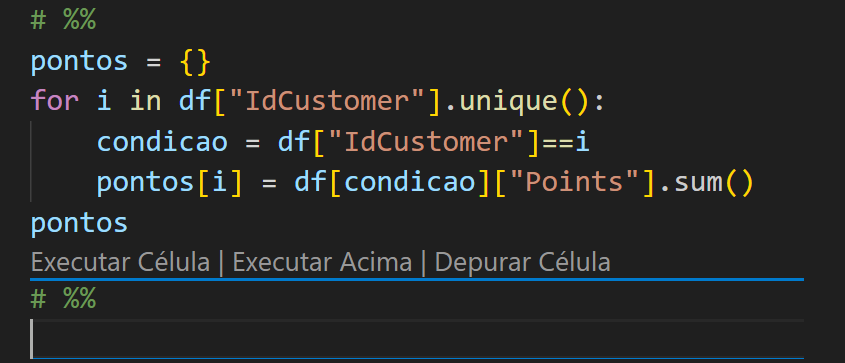 # %%
pontos = {}
for i in df["IdCustomer"].unique():
    condicao = df["IdCustomer"]==i
    pontos[i] = df[condicao]["Points"].sum()
pontos
Executar Célula | Executar Acima | Depurar Célula
# %%